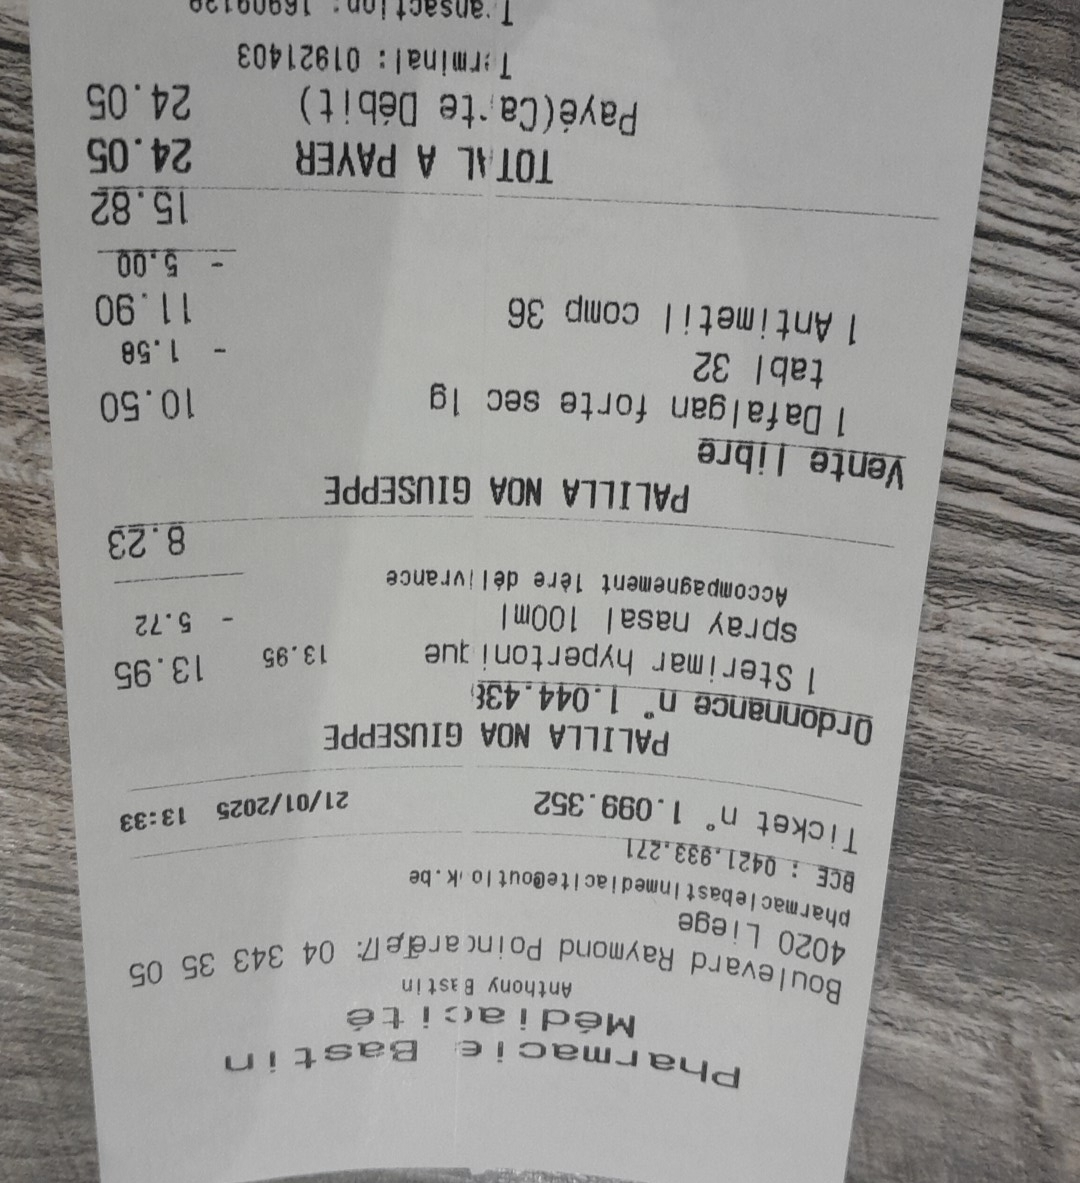 Pharmacie Bastin
Médiacité
Anthony Bastin
Boulevard Raymond Poincaré, 7 04 343 35 05
4020 Liege
pharmaciebastinmediacite@outlook.be
BCE : 0421.933.271
Ticket n° 1.099.352 21/01/2025 13:33
PALILLA NOA GIUSEPPE
Ordonnance n° 1.044.436
1 Sterimar hypertonique 13.95 13.95
spray nasal 100ml - 5.72
Accompagnement 1ère délivrance
8.23
PALILLA NOA GIUSEPPE
Vente libre
1 Dafalgan forte sec 1g 10.50
tabl 32 - 1.58
1 Antimetil comp 36 11.90
- 5.00
15.82
TOTAL A PAYER 24.05
Payé(Carte Débit) 24.05
Terminal: 01921403
Transaction: